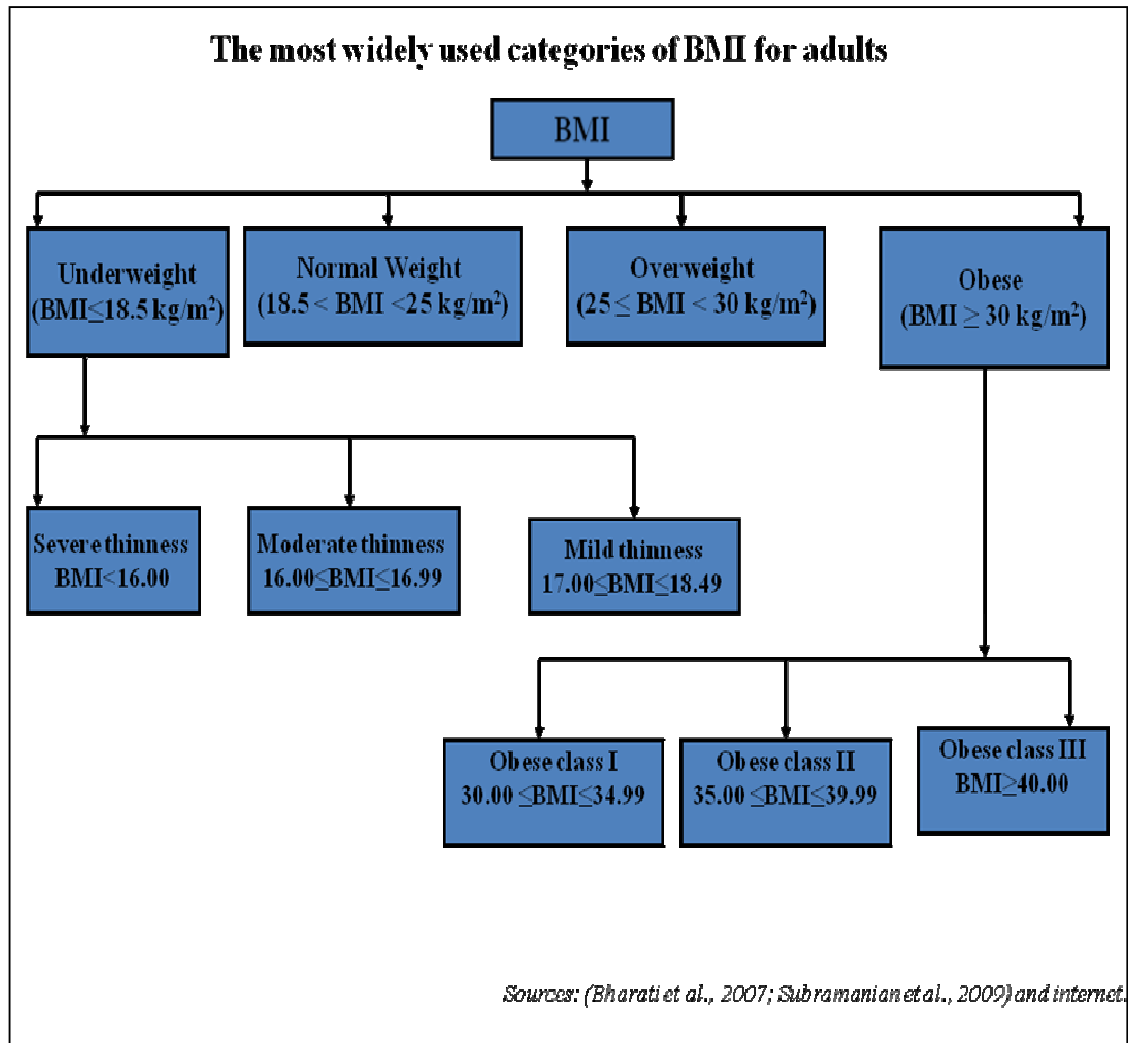 The most widely used categories of BMI for adults
BMI
Underweight
(BMI≤18.5 kg/m²)
Normal Weight
(18.5 < BMI <25 kg/m²)
Overweight
(25 ≤ BMI < 30 kg/m²)
Obese
(BMI ≥ 30 kg/m²)
Severe thinness
BMI<16.00
Moderate thinness
16.00≤BMI≤16.99
Mild thinness
17.00≤BMI≤18.49
Obese class I
30.00 ≤BMI≤34.99
Obese class II
35.00 ≤BMI≤39.99
Obese class III
BMI≥40.00
Sources: (Bharati et al., 2007; Subramanian et al., 2009) and internet.